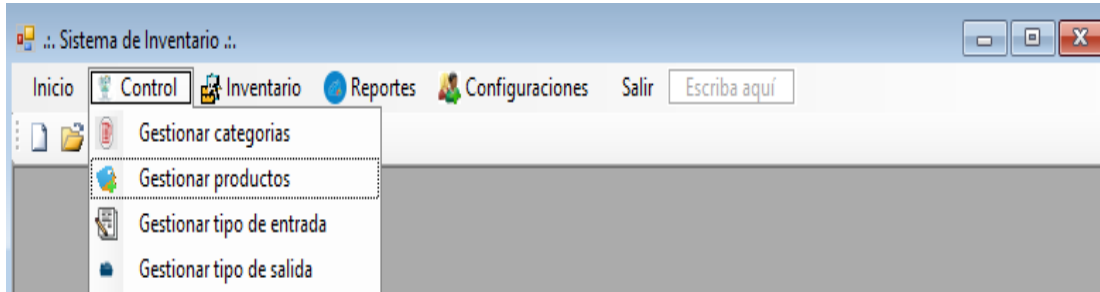 .:. Sistema de Inventario .:.
Inicio Control Inventario Reportes Configuraciones Salir Escriba aquí
Gestionar categorias
Gestionar productos
Gestionar tipo de entrada
Gestionar tipo de salida